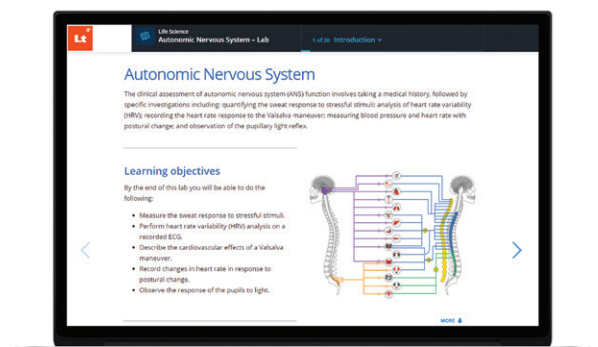 Lt
Life Science
Autonomic Nervous System – Lab
1 of 20 Introduction
Autonomic Nervous System
The clinical assessment of autonomic nervous system (ANS) function involves taking a medical history, followed by
specific investigations including: quantifying the sweat response to stressful stimuli; analysis of heart rate variability
(HRV); recording the heart rate response to the Valsalva maneuver; measuring blood pressure and heart rate with
postural change; and observation of the pupillary light reflex.
Learning objectives
By the end of this lab you will be able to do the
following:
• Measure the sweat response to stressful stimuli.
• Perform heart rate variability (HRV) analysis on a
recorded ECG.
• Describe the cardiovascular effects of a Valsalva
maneuver.
• Record changes in heart rate in response to
postural change.
• Observe the response of the pupils to light.
MORE